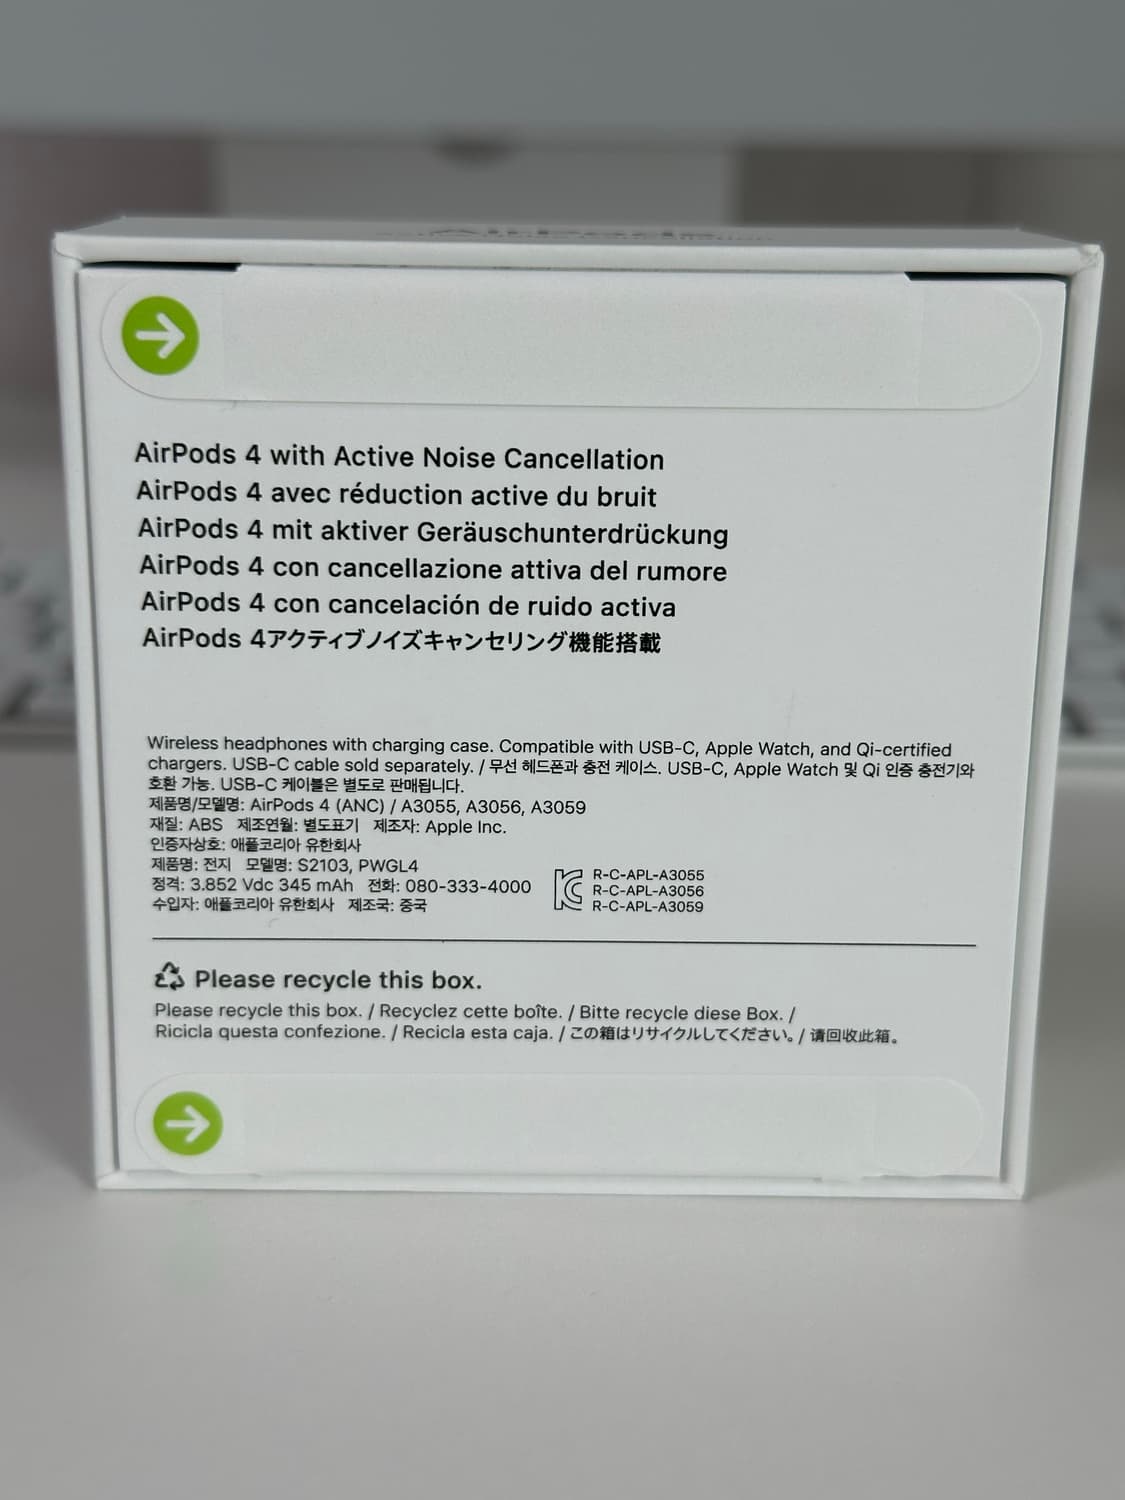 AirPods
AirPods 4 with Active Noise Cancellation
AirPods 4 avec réduction active du bruit
AirPods 4 mit aktiver Geräuschunterdrückung
AirPods 4 con cancellazione attiva del rumore
AirPods 4 con cancelación de ruido activa
AirPods 4アクティブノイズキャンセリング機能搭載
Wireless headphones with charging case. Compatible with USB-C, Apple Watch, and Qi-certified
chargers. USB-C cable sold separately. / 무선 헤드폰과 충전 케이스. USB-C, Apple Watch 및 Qi 인증 충전기와
호환 가능. USB-C 케이블은 별도로 판매됩니다.
제품명/모델명: AirPods 4 (ANC) / A3055, A3056, A3059
재질: ABS 제조연월: 별도표기 제조자: Apple Inc.
인증자상호: 애플코리아 유한회사
제품명: 전지 모델명: S2103, PWGL4
정격: 3.852 Vdc 345 mAh 전화: 080-333-4000
수입자: 애플코리아 유한회사 제조국: 중국
R-C-APL-A3055
R-C-APL-A3056
R-C-APL-A3059
Please recycle this box.
Please recycle this box. / Recyclez cette boîte. / Bitte recycle diese Box. /
Ricicla questa confezione. / Recicla esta caja. / この箱はリサイクルしてください。/ 请回收此箱。